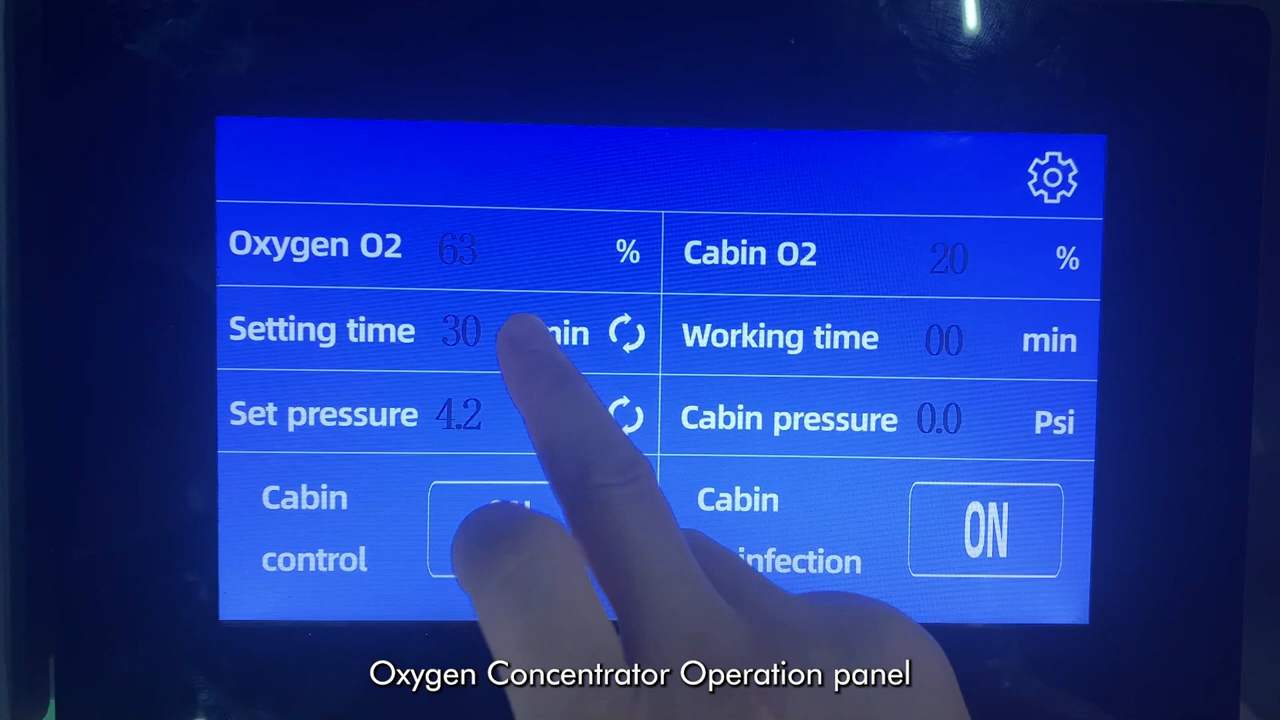 Oxygen O2 63 % Cabin O2 20 %
Setting time 30 min Working time 00 min
Set pressure 4.2 Cabin pressure 0.0 Psi
Cabin Cabin
ON
control infection
Oxygen Concentrator Operation panel